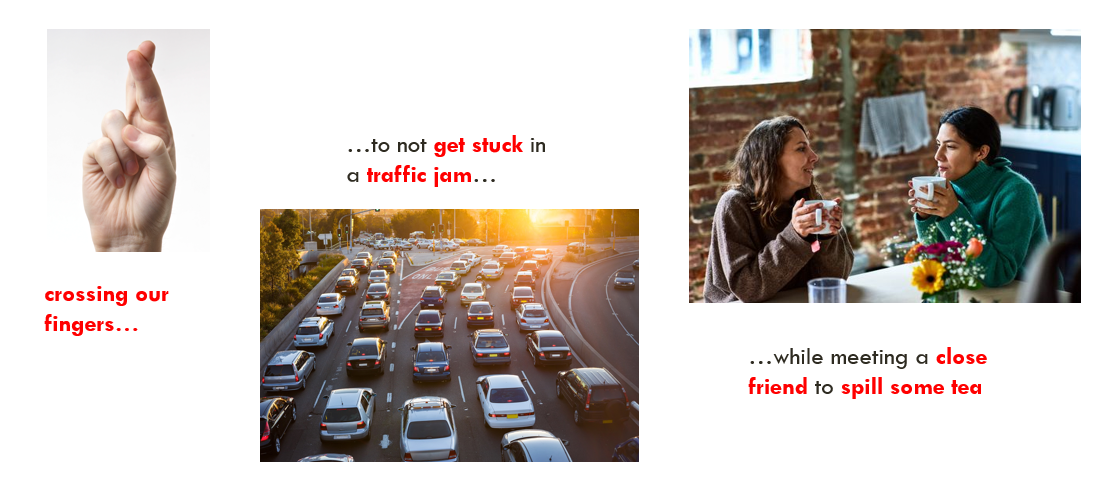 crossing our
fingers…
…to not get stuck in
a traffic jam…
…while meeting a close
friend to spill some tea